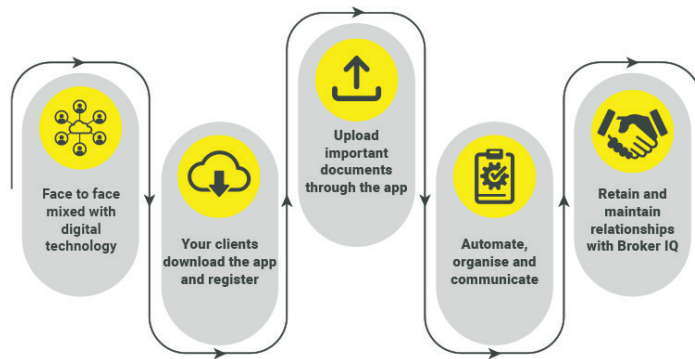 Face to face
mixed with
digital
technology
Your clients
download the app
and register
Upload
important
documents
through the app
Automate,
organise and
communicate
Retain and
maintain
relationships
with Broker IQ